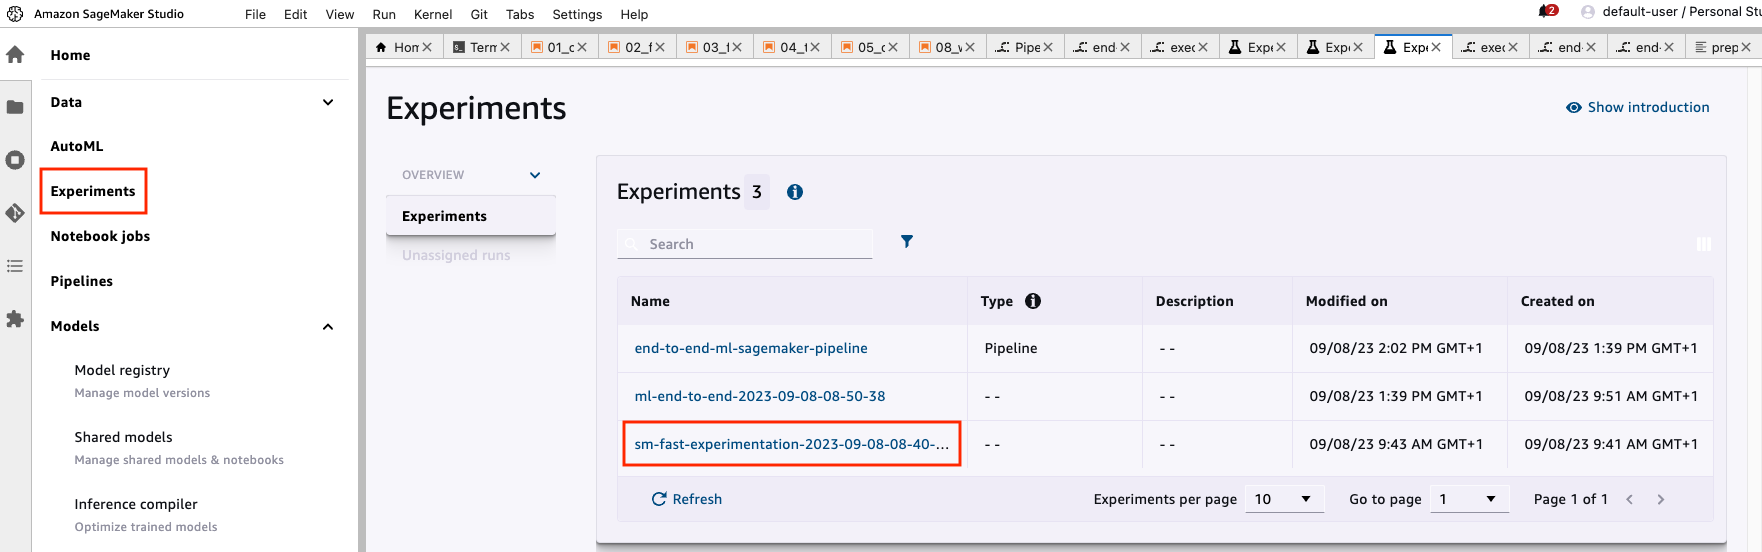 Amazon SageMaker Studio File Edit View Run Kernel Git Tabs Settings Help 2 default-user / Personal Stu
Hom Term 01_c 02_f 03_f 04_f 05_c 08_v Pipe end- exec Expe Expe Expe exec end- end- prep
Home
Data
AutoML
Experiments
Notebook jobs
Pipelines
Models
Model registry
Manage model versions
Shared models
Manage shared models & notebooks
Inference compiler
Optimize trained models
Experiments
Show introduction
OVERVIEW
Experiments
Unassigned runs
Experiments 3
Search
Name Type Description Modified on Created on
end-to-end-ml-sagemaker-pipeline Pipeline - - 09/08/23 2:02 PM GMT+1 09/08/23 1:39 PM GMT+1
ml-end-to-end-2023-09-08-08-50-38 - - - - 09/08/23 1:39 PM GMT+1 09/08/23 9:51 AM GMT+1
sm-fast-experimentation-2023-09-08-08-40-... - - - - 09/08/23 9:43 AM GMT+1 09/08/23 9:41 AM GMT+1
Refresh Experiments per page 10 Go to page 1 Page 1 of 1